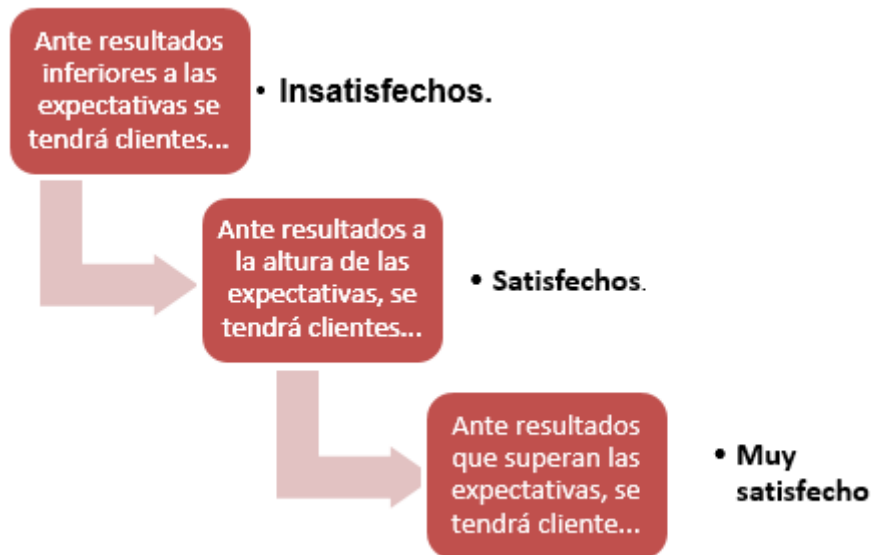 Ante resultados
inferiores a las
expectativas se
tendrá clientes...
• Insatisfechos.
Ante resultados a
la altura de las
expectativas, se
tendrá clientes...
• Satisfechos.
Ante resultados
que superan las
expectativas, se
tendrá cliente...
• Muy
satisfecho